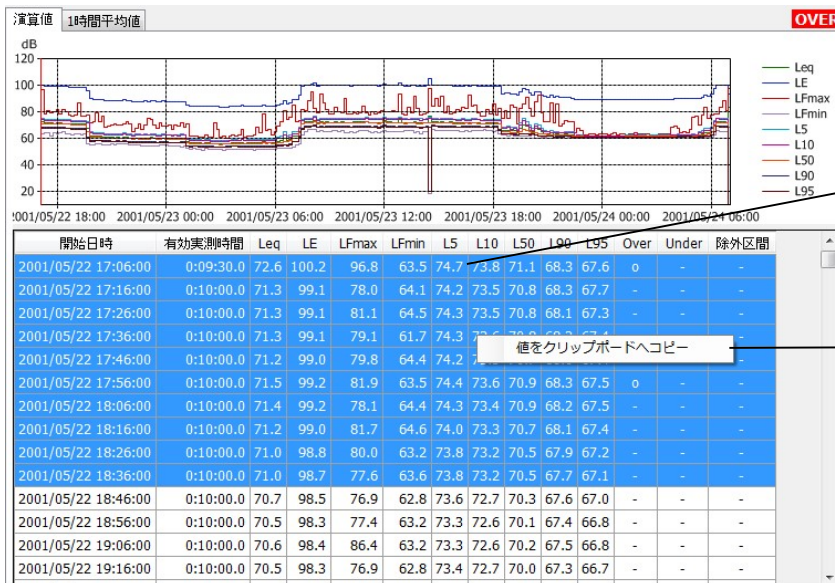 演算値 1時間平均値 OVER
dB
120
100
80
60
40
20
Leq
LE
LFmax
LFmin
L5
L10
L50
L90
L95
2001/05/22 18:00 2001/05/23 00:00 2001/05/23 06:00 2001/05/23 12:00 2001/05/23 18:00 2001/05/24 00:00 2001/05/24 06:00
開始日時 有効実測時間 Leq LE LFmax LFmin L5 L10 L50 L90 L95 Over Under 除外区間
2001/05/22 17:06:00 0:09:30.0 72.6 100.2 96.8 63.5 74.7 73.8 71.1 68.3 67.6 o - -
2001/05/22 17:16:00 0:10:00.0 71.3 99.1 78.0 64.1 74.2 73.5 70.8 68.3 67.7 - - -
2001/05/22 17:26:00 0:10:00.0 71.3 99.1 81.1 64.5 74.3 73.5 70.8 68.1 67.3 - - -
2001/05/22 17:36:00 0:10:00.0 71.3 99.1 79.1 61.7 74.3 - - -
値をクリップボードへコピー
2001/05/22 17:46:00 0:10:00.0 71.2 99.0 79.8 64.4 74.2
2001/05/22 17:56:00 0:10:00.0 71.5 99.2 81.9 63.5 74.4 73.6 70.9 68.3 67.5 o - -
2001/05/22 18:06:00 0:10:00.0 71.4 99.2 78.1 64.4 74.3 73.4 70.9 68.2 67.5 - - -
2001/05/22 18:16:00 0:10:00.0 71.2 99.0 81.7 64.6 74.0 73.3 70.7 68.1 67.4 - - -
2001/05/22 18:26:00 0:10:00.0 71.0 98.8 80.0 63.2 73.8 73.2 70.5 67.9 67.2 - - -
2001/05/22 18:36:00 0:10:00.0 71.0 98.7 77.6 63.6 73.8 73.2 70.5 67.7 67.1 - - -
2001/05/22 18:46:00 0:10:00.0 70.7 98.5 76.9 62.8 73.6 72.7 70.3 67.6 67.0 - - -
2001/05/22 18:56:00 0:10:00.0 70.5 98.3 77.4 63.2 73.3 72.6 70.1 67.4 66.8 - - -
2001/05/22 19:06:00 0:10:00.0 70.6 98.4 86.4 63.2 73.3 72.6 70.2 67.5 66.8 - - -
2001/05/22 19:16:00 0:10:00.0 70.5 98.3 76.9 62.8 73.4 72.7 70.0 67.3 66.7 - - -